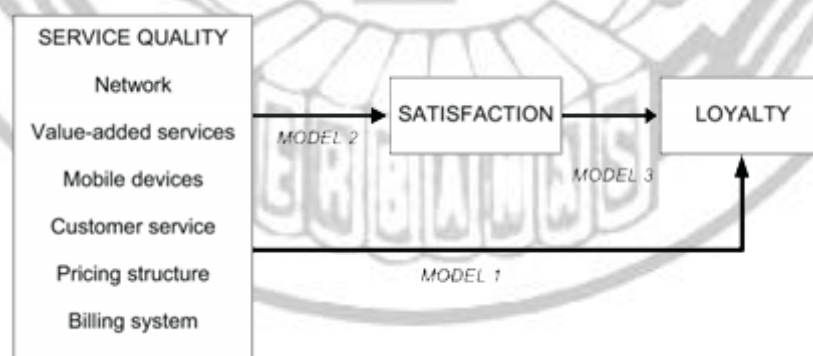 SERVICE QUALITY
Network
Value-added services
Mobile devices
Customer service
Pricing structure
Billing system
MODEL 2
SATISFACTION
MODEL 3
LOYALTY
MODEL 1
ERBANAS